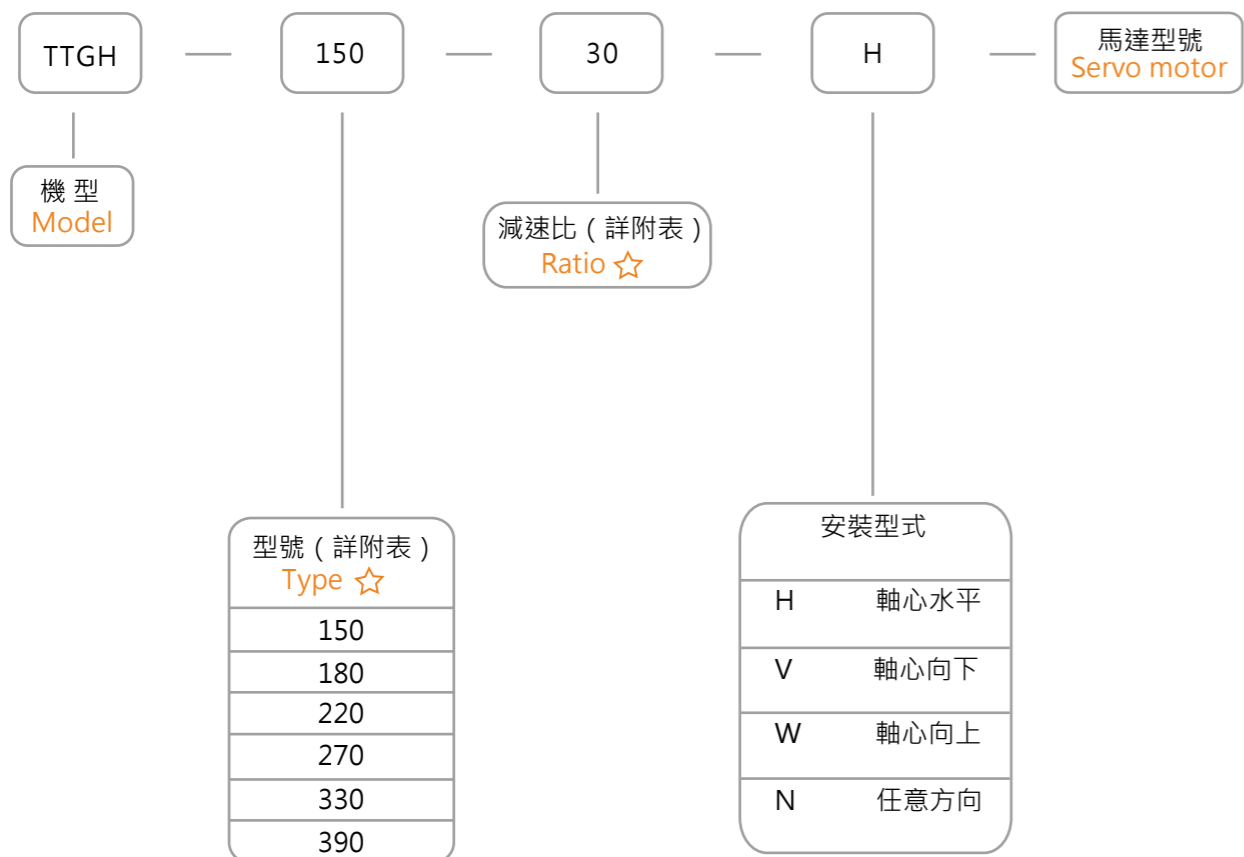 TTGH — 150 — 30 — H — 馬達型號
Servo motor
機 型
Model
減速比（詳附表）
Ratio ☆
型號（詳附表）
Type ☆
150
180
220
270
330
390
安裝型式
H 軸心水平
V 軸心向下
W 軸心向上
N 任意方向